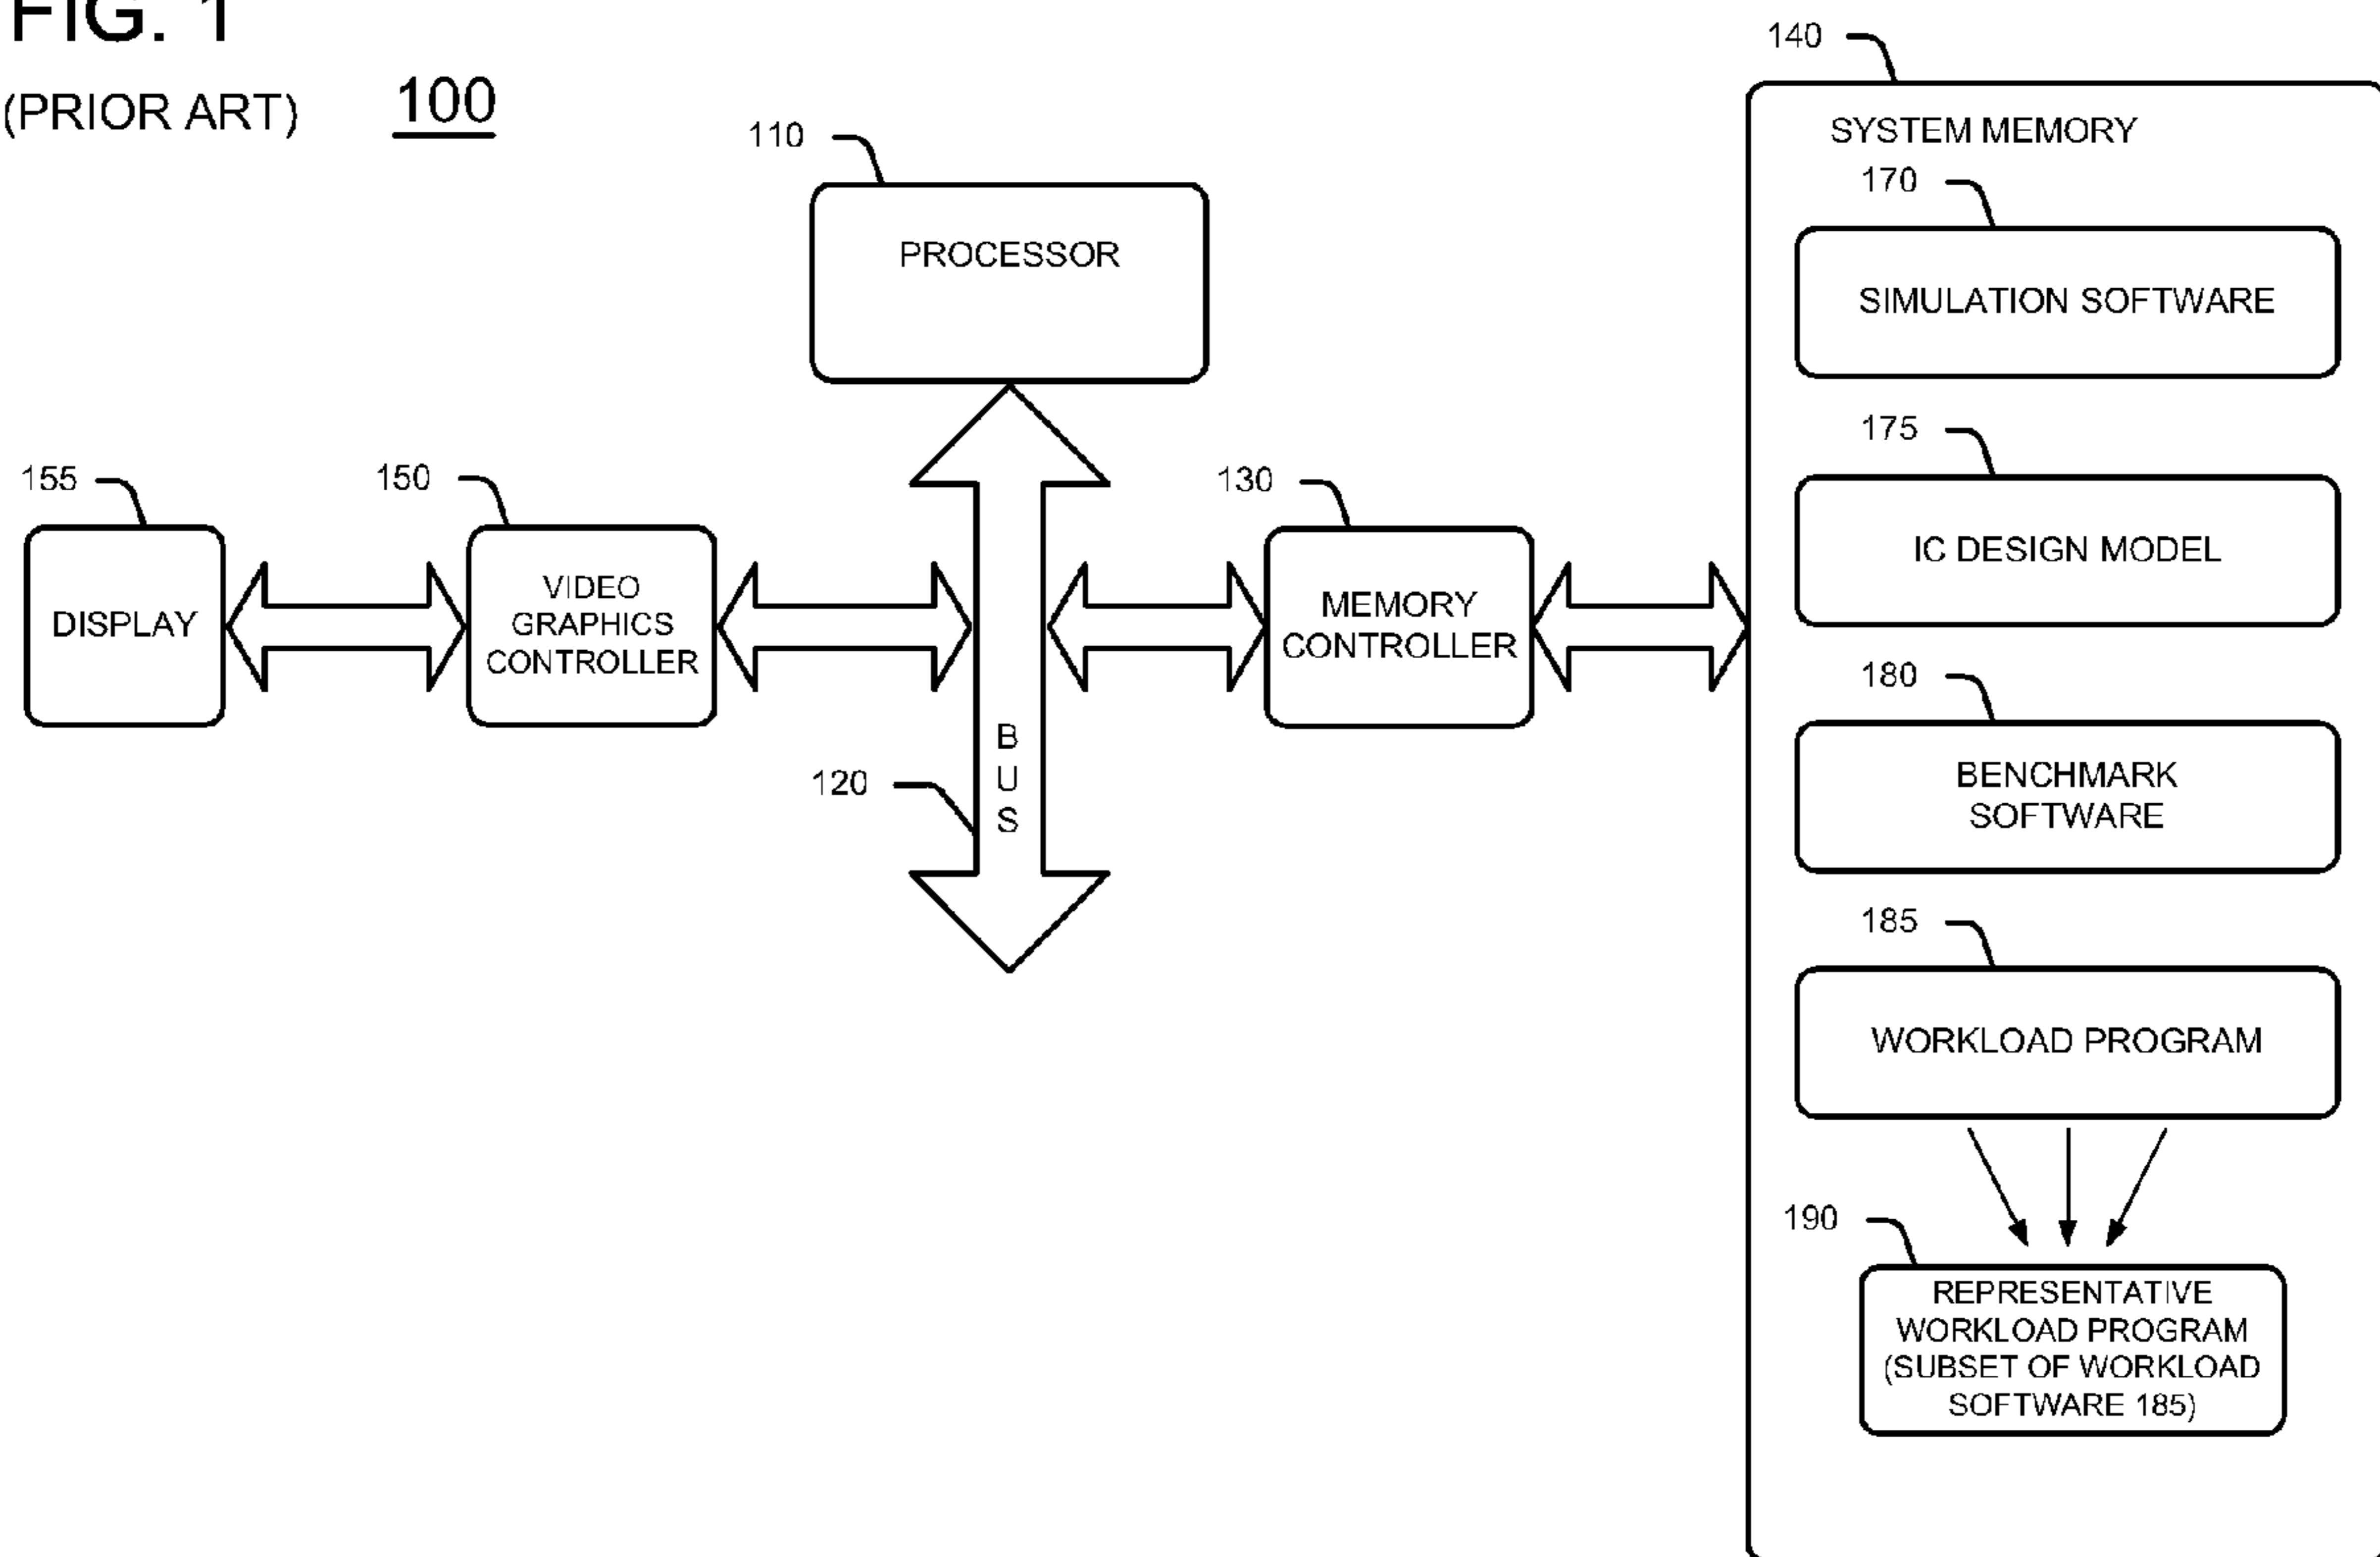 FIG. 1
(PRIOR ART)
100
140
SYSTEM MEMORY
110
PROCESSOR
170
SIMULATION SOFTWARE
175
IC DESIGN MODEL
155
DISPLAY
150
VIDEO
GRAPHICS
CONTROLLER
130
MEMORY
CONTROLLER
120
B
U
S
180
BENCHMARK
SOFTWARE
185
WORKLOAD PROGRAM
190
REPRESENTATIVE
WORKLOAD PROGRAM
(SUBSET OF WORKLOAD
SOFTWARE 185)